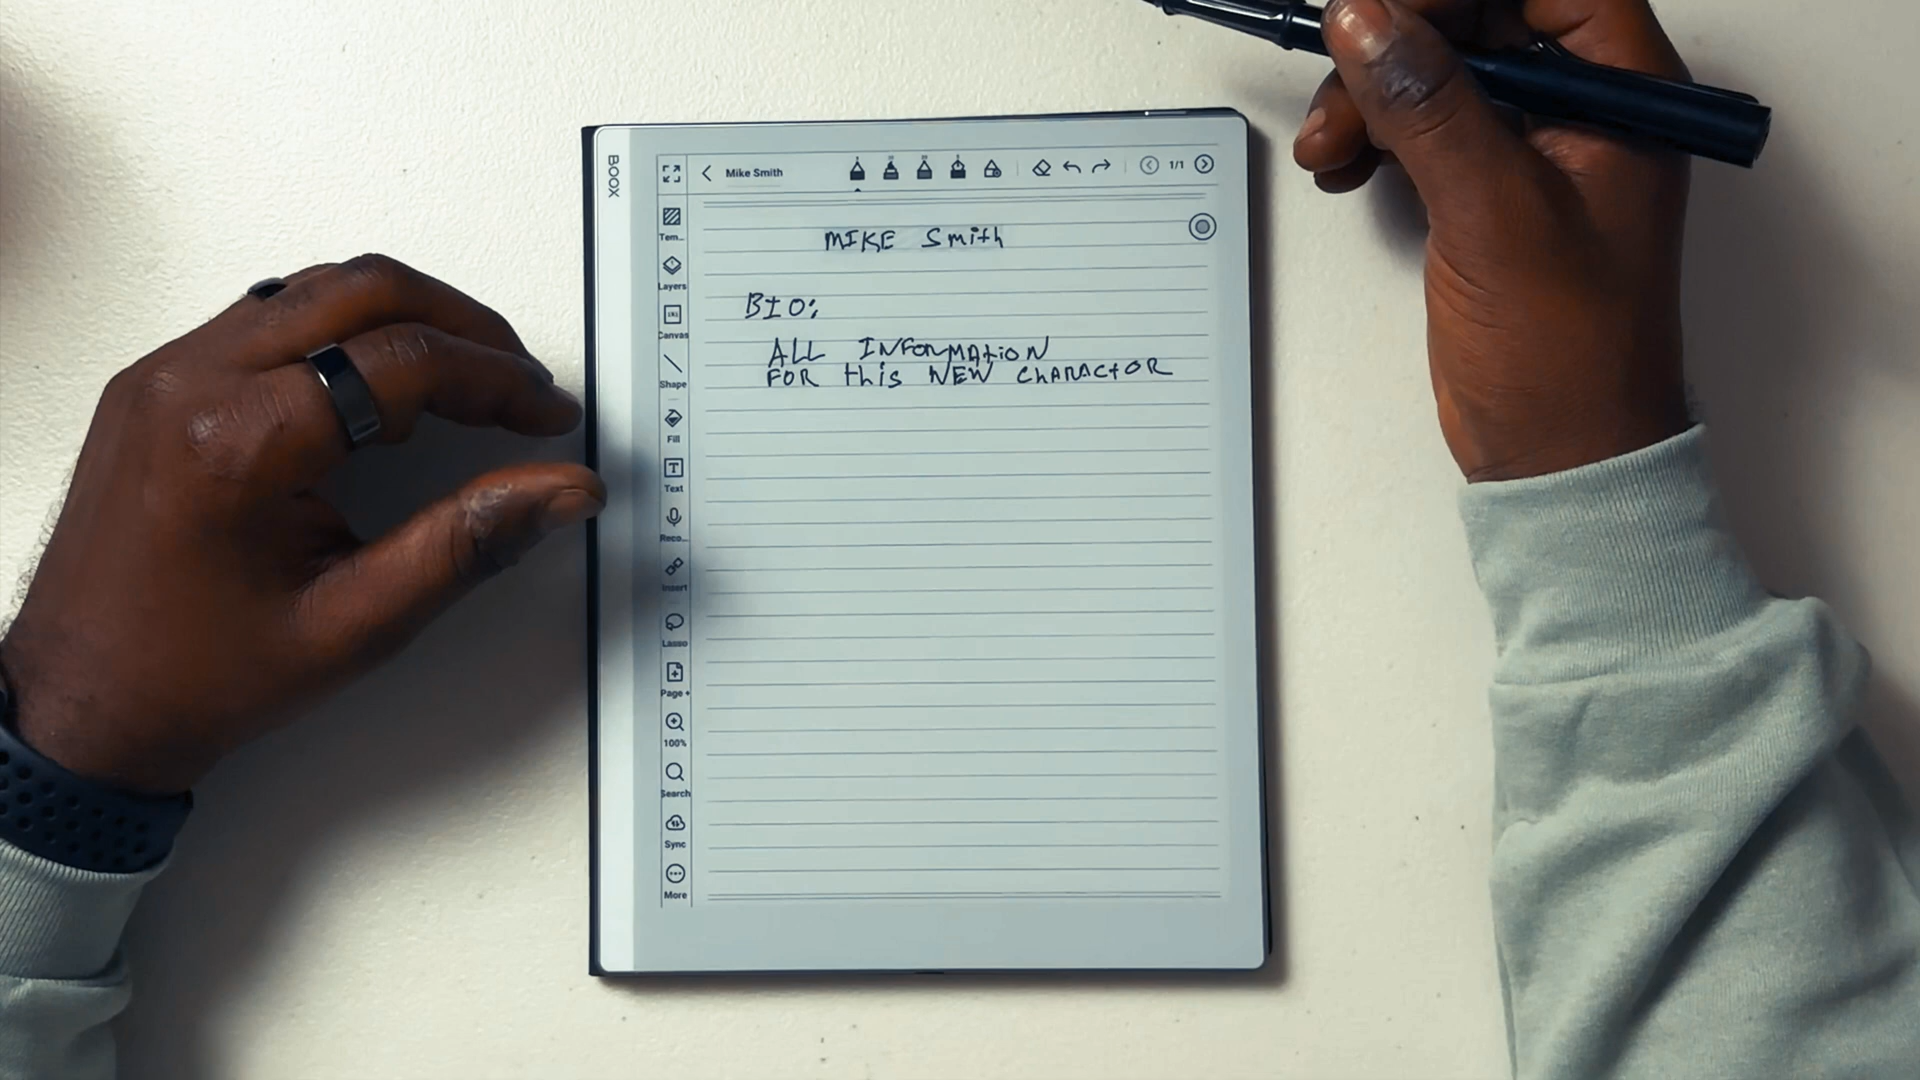 BOOX
Mike Smith
1/1
Tem...
Layers
Canvas
Shape
Fill
Text
Reco...
Insert
Lasso
Page +
100%
Search
Sync
More
MIKE Smith
BIO:
ALL INFORMATION
FOR this NEW CHARACTOR